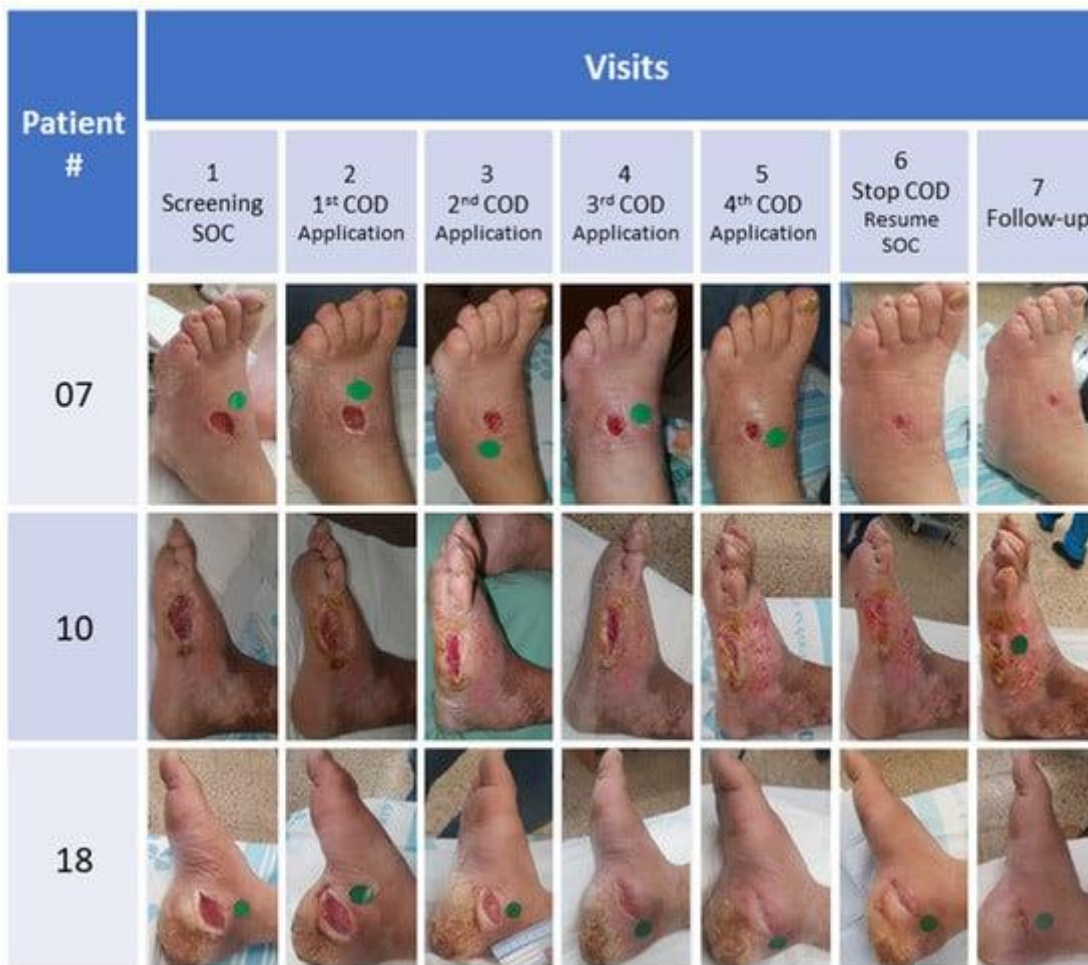 Visits
Patient
#
1
Screening
SOC
2
1st COD
Application
3
2nd COD
Application
4
3rd COD
Application
5
4th COD
Application
6
Stop COD
Resume
SOC
7
Follow-up
07
10
18